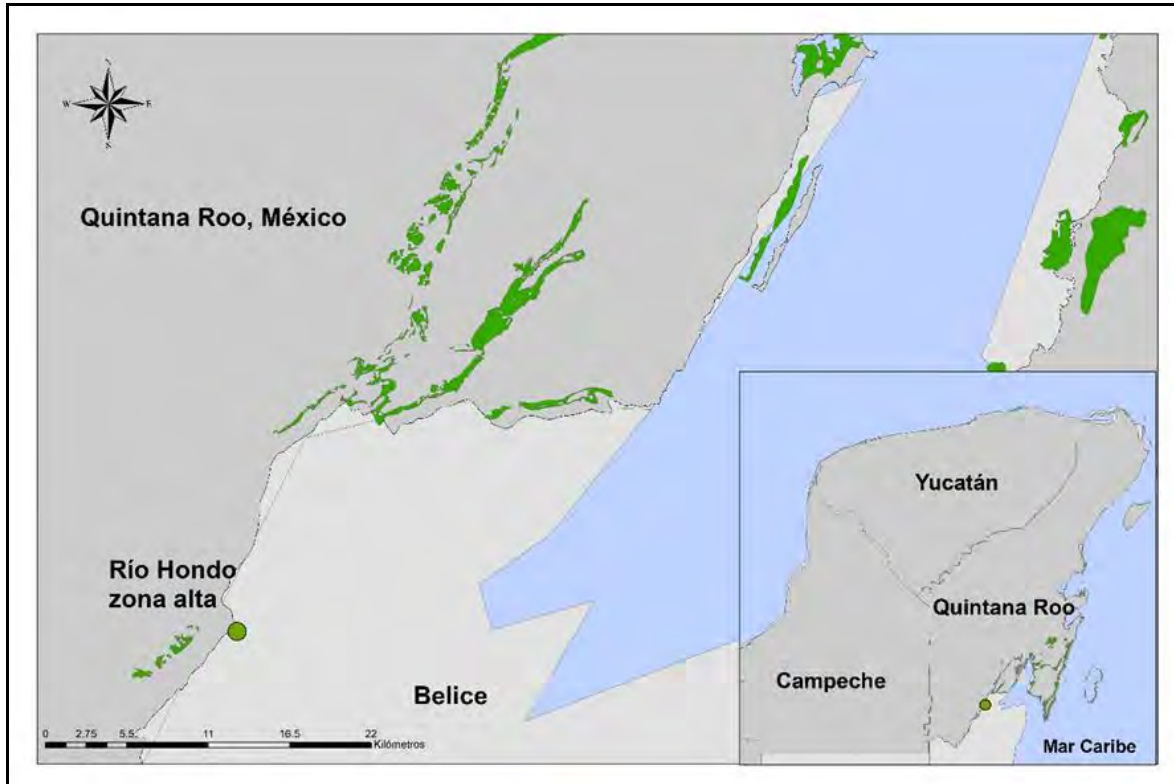 N
W E
S
Quintana Roo, México
Río Hondo
zona alta
Belice
0 2.75 5.5 11 16.5 22
Kilómetros
Yucatán
Quintana Roo
Campeche
Mar Caribe